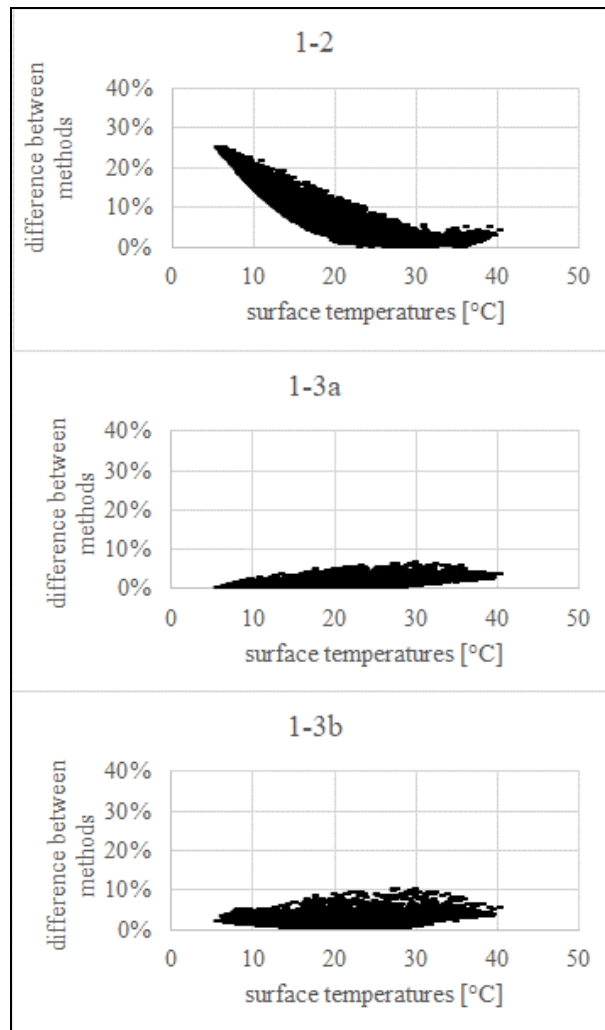 1-2
40%
30%
20%
10%
0%
difference between
methods
0 10 20 30 40 50
surface temperatures [°C]
1-3a
40%
30%
20%
10%
0%
difference between
methods
0 10 20 30 40 50
surface temperatures [°C]
1-3b
40%
30%
20%
10%
0%
difference between
methods
0 10 20 30 40 50
surface temperatures [°C]